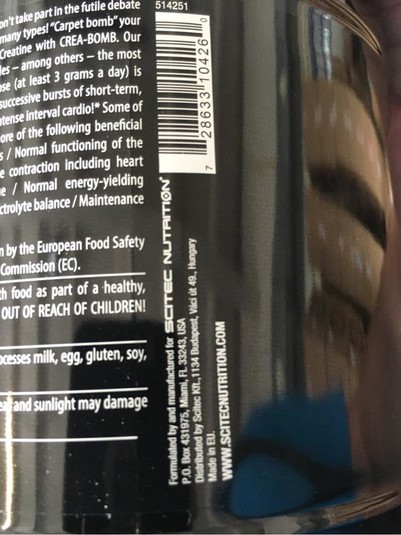 on't take part in the futile debate
many types! "Carpet bomb" your
Creatine with CREA-BOMB. Our
les – among others – the most
ose (at least 3 grams a day) is
successive bursts of short-term,
ntense interval cardio!* Some of
ore of the following beneficial
s / Normal functioning of the
e contraction including heart
e / Normal energy-yielding
ctrolyte balance / Maintenance
n by the European Food Safety
Commission (EC).
th food as part of a healthy,
OUT OF REACH OF CHILDREN!
ocesses milk, egg, gluten, soy,
eat and sunlight may damage
514251
7 28633 10426 0
Formulated by and manufactured for SCITEC NUTRITION®
P.O. Box 431975, Miami, FL 33243, USA
Distributed by Scitec Kft., 1134 Budapest, Váci út 49., Hungary
Made in EU.
WWW.SCITECNUTRITION.COM